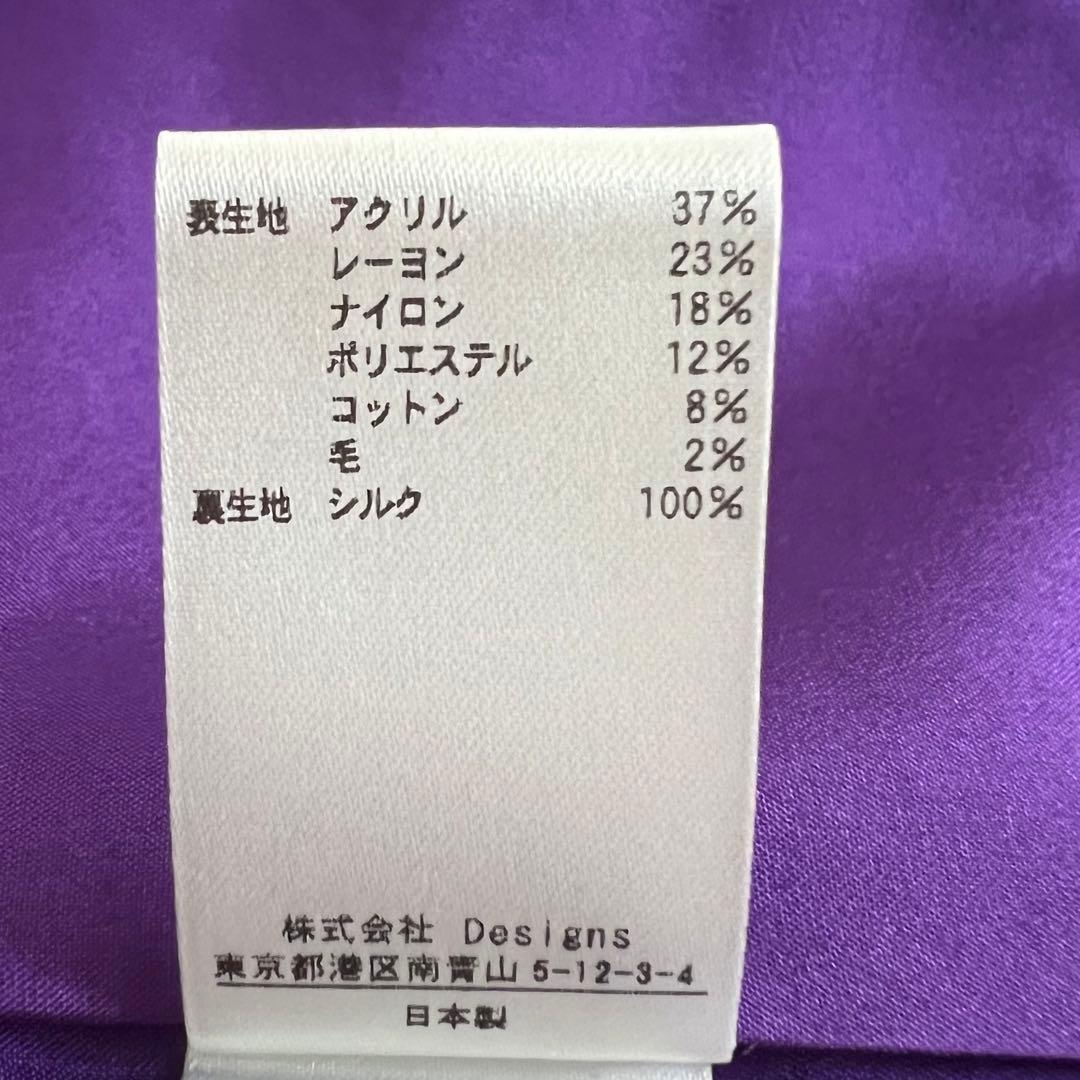 表生地 アクリル 37%
レーヨン 23%
ナイロン 18%
ポリエステル 12%
コットン 8%
毛 2%
裏生地 シルク 100%
株式会社 Designs
東京都港区南青山5-12-3-4
日本製